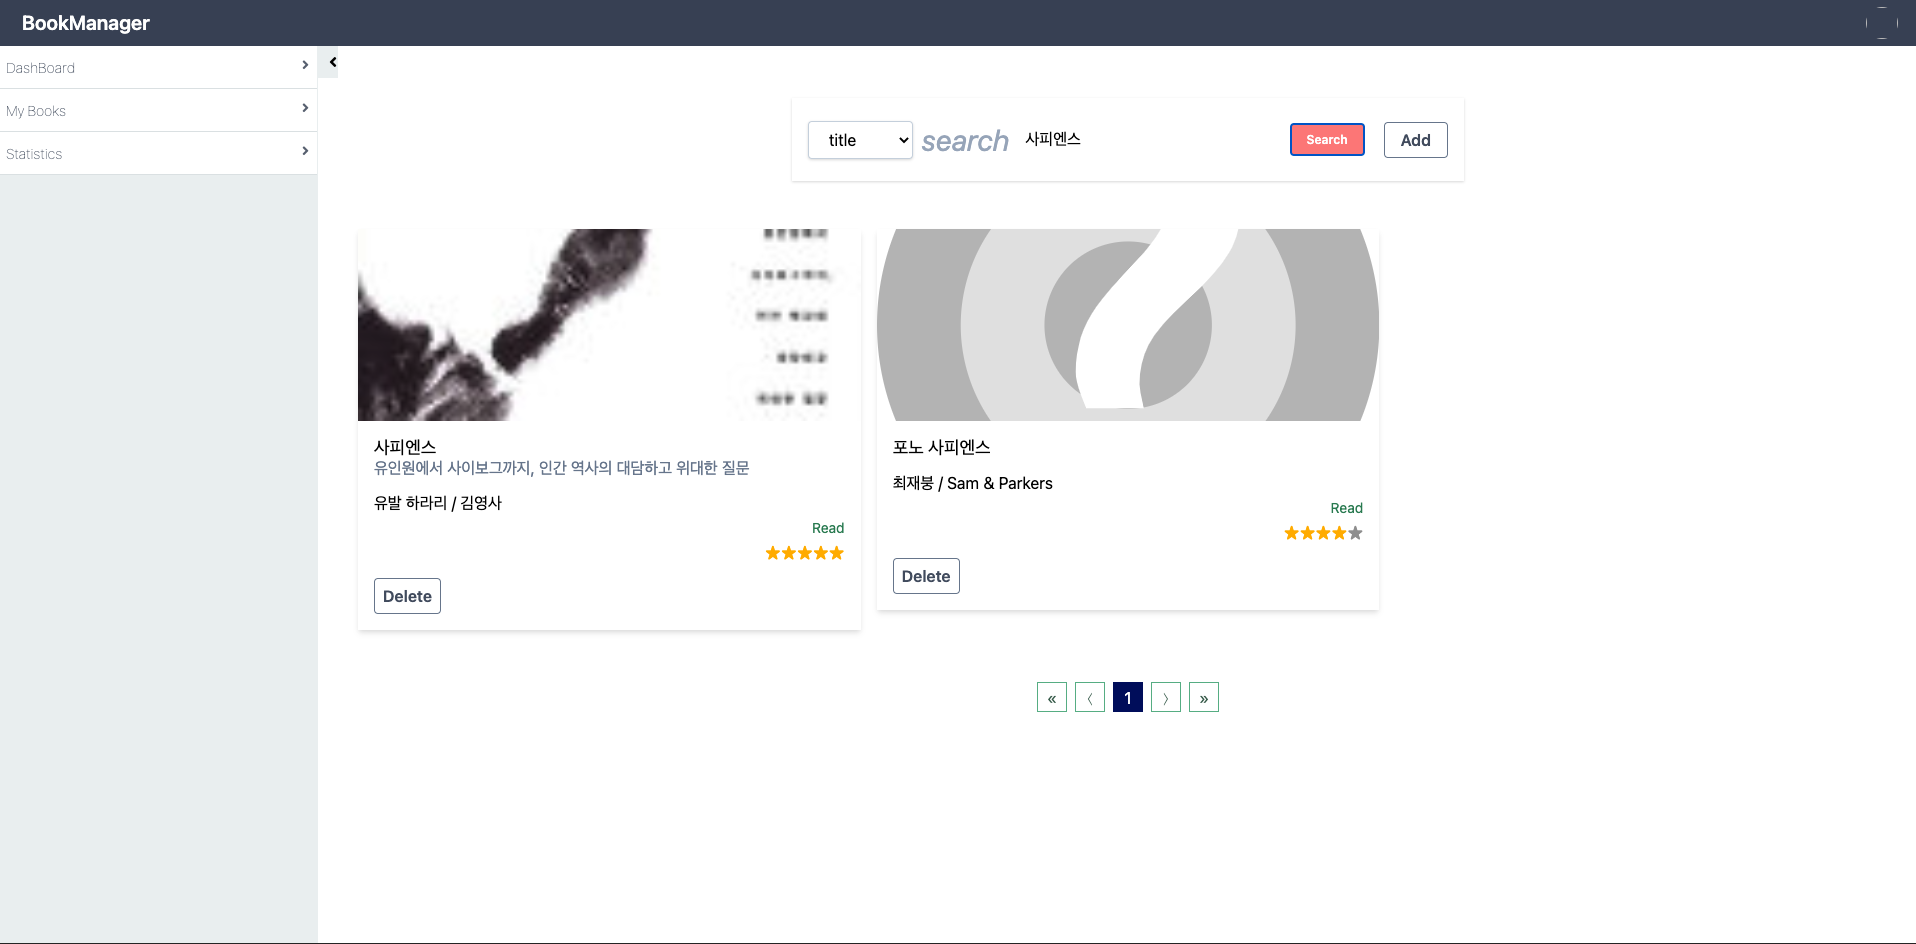 BookManager
DashBoard
My Books
Statistics
title search 사피엔스 Search Add
사피엔스
유인원에서 사이보그까지, 인간 역사의 대담하고 위대한 질문
유발 하라리 / 김영사
Read
Delete
포노 사피엔스
최재붕 / Sam & Parkers
Read
Delete
« 〈 1 〉 »